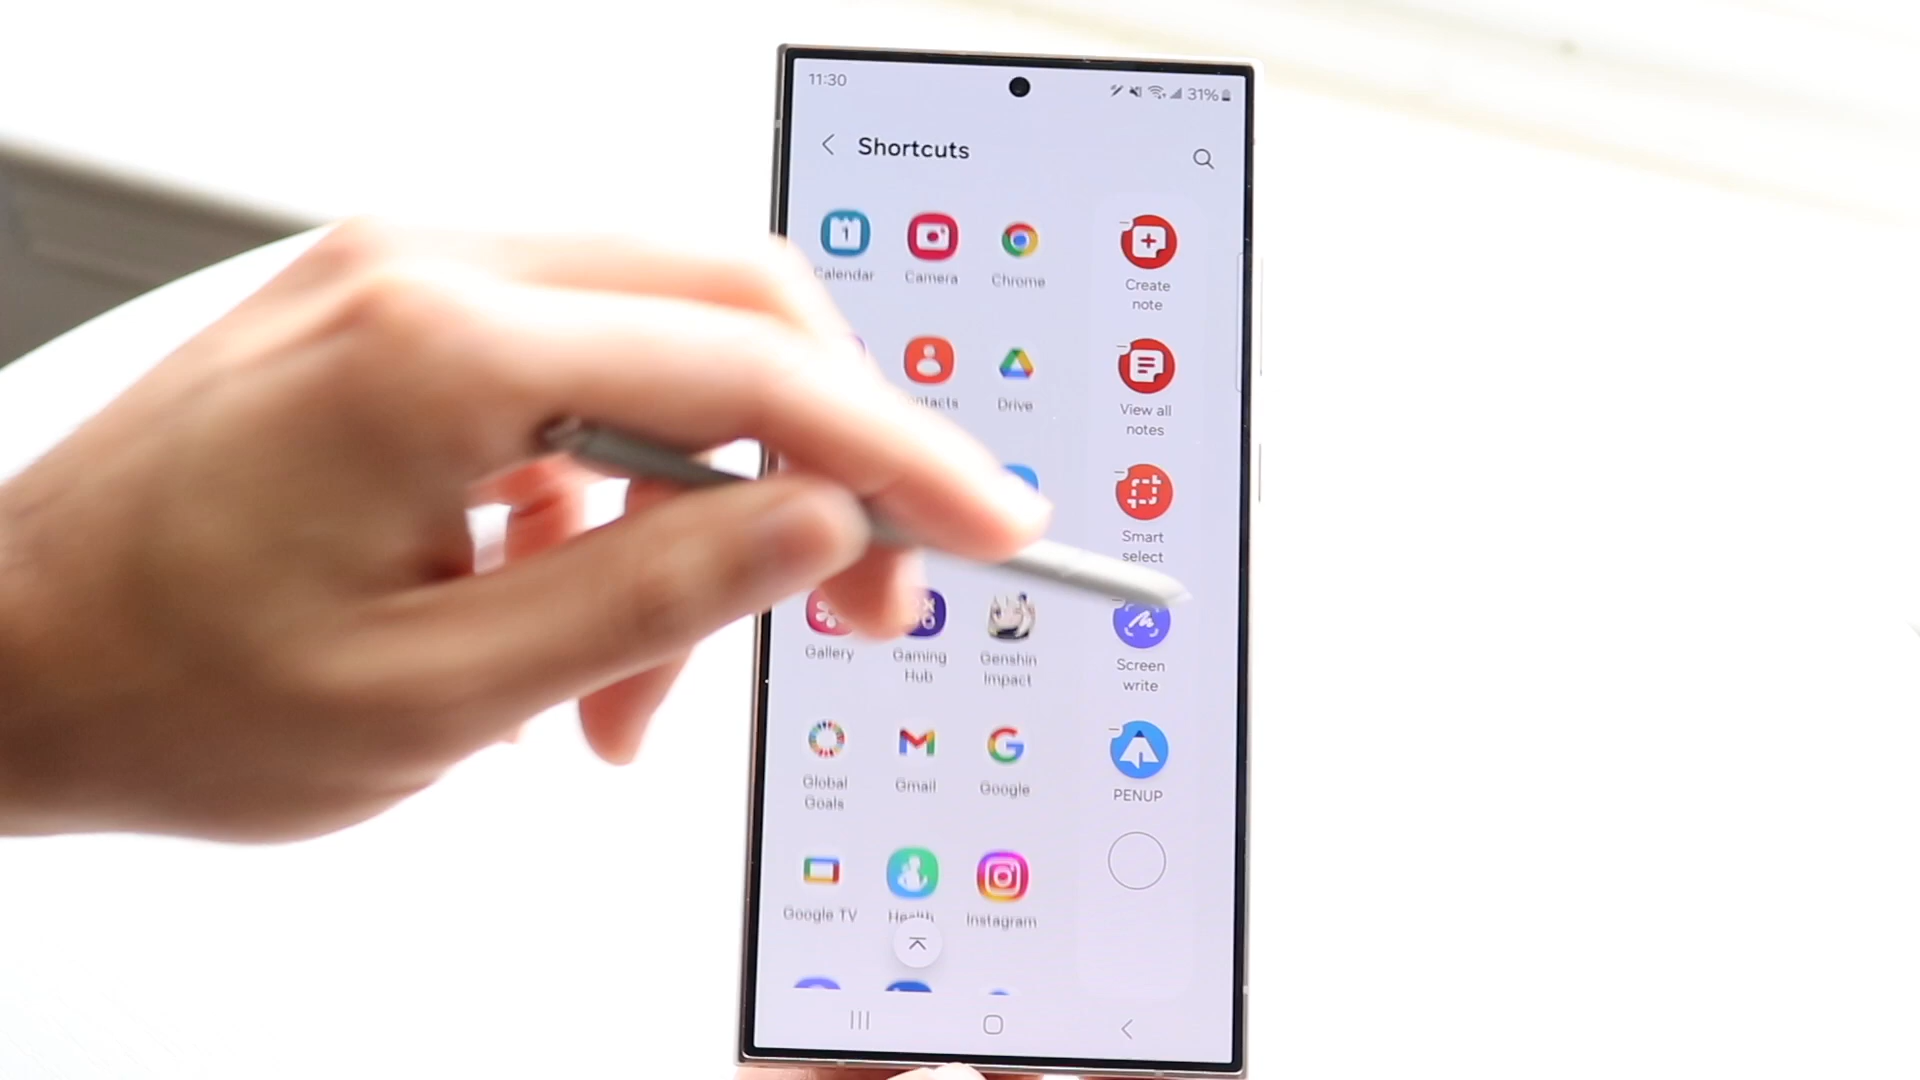 11:30
31%
Shortcuts
Calendar
Camera
Chrome
Create
note
Drive
View all
notes
Smart
select
Gallery
Gaming
Hub
Genshin
Impact
Screen
write
Global
Goals
Gmail
Google
PENUP
Google TV
Health
Instagram